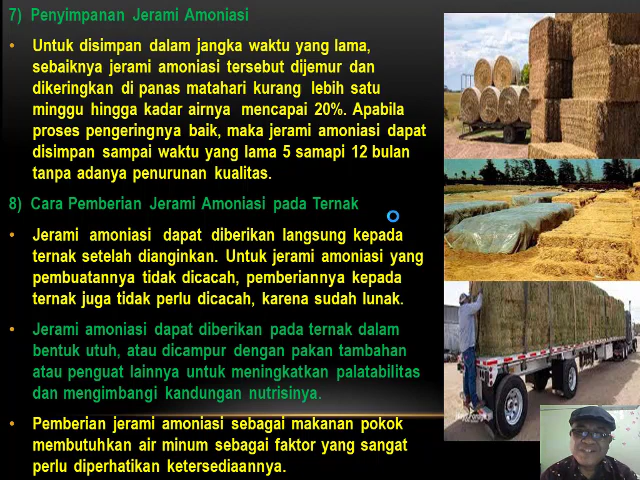 7) Penyimpanan Jerami Amoniasi
• Untuk disimpan dalam jangka waktu yang lama,
sebaiknya jerami amoniasi tersebut dijemur dan
dikeringkan di panas matahari kurang lebih satu
minggu hingga kadar airnya mencapai 20%. Apabila
proses pengeringnya baik, maka jerami amoniasi dapat
disimpan sampai waktu yang lama 5 samapi 12 bulan
tanpa adanya penurunan kualitas.
8) Cara Pemberian Jerami Amoniasi pada Ternak
• Jerami amoniasi dapat diberikan langsung kepada
ternak setelah dianginkan. Untuk jerami amoniasi yang
pembuatannya tidak dicacah, pemberiannya kepada
ternak juga tidak perlu dicacah, karena sudah lunak.
• Jerami amoniasi dapat diberikan pada ternak dalam
bentuk utuh, atau dicampur dengan pakan tambahan
atau penguat lainnya untuk meningkatkan palatabilitas
dan mengimbangi kandungan nutrisinya.
• Pemberian jerami amoniasi sebagai makanan pokok
membutuhkan air minum sebagai faktor yang sangat
perlu diperhatikan ketersediaannya.